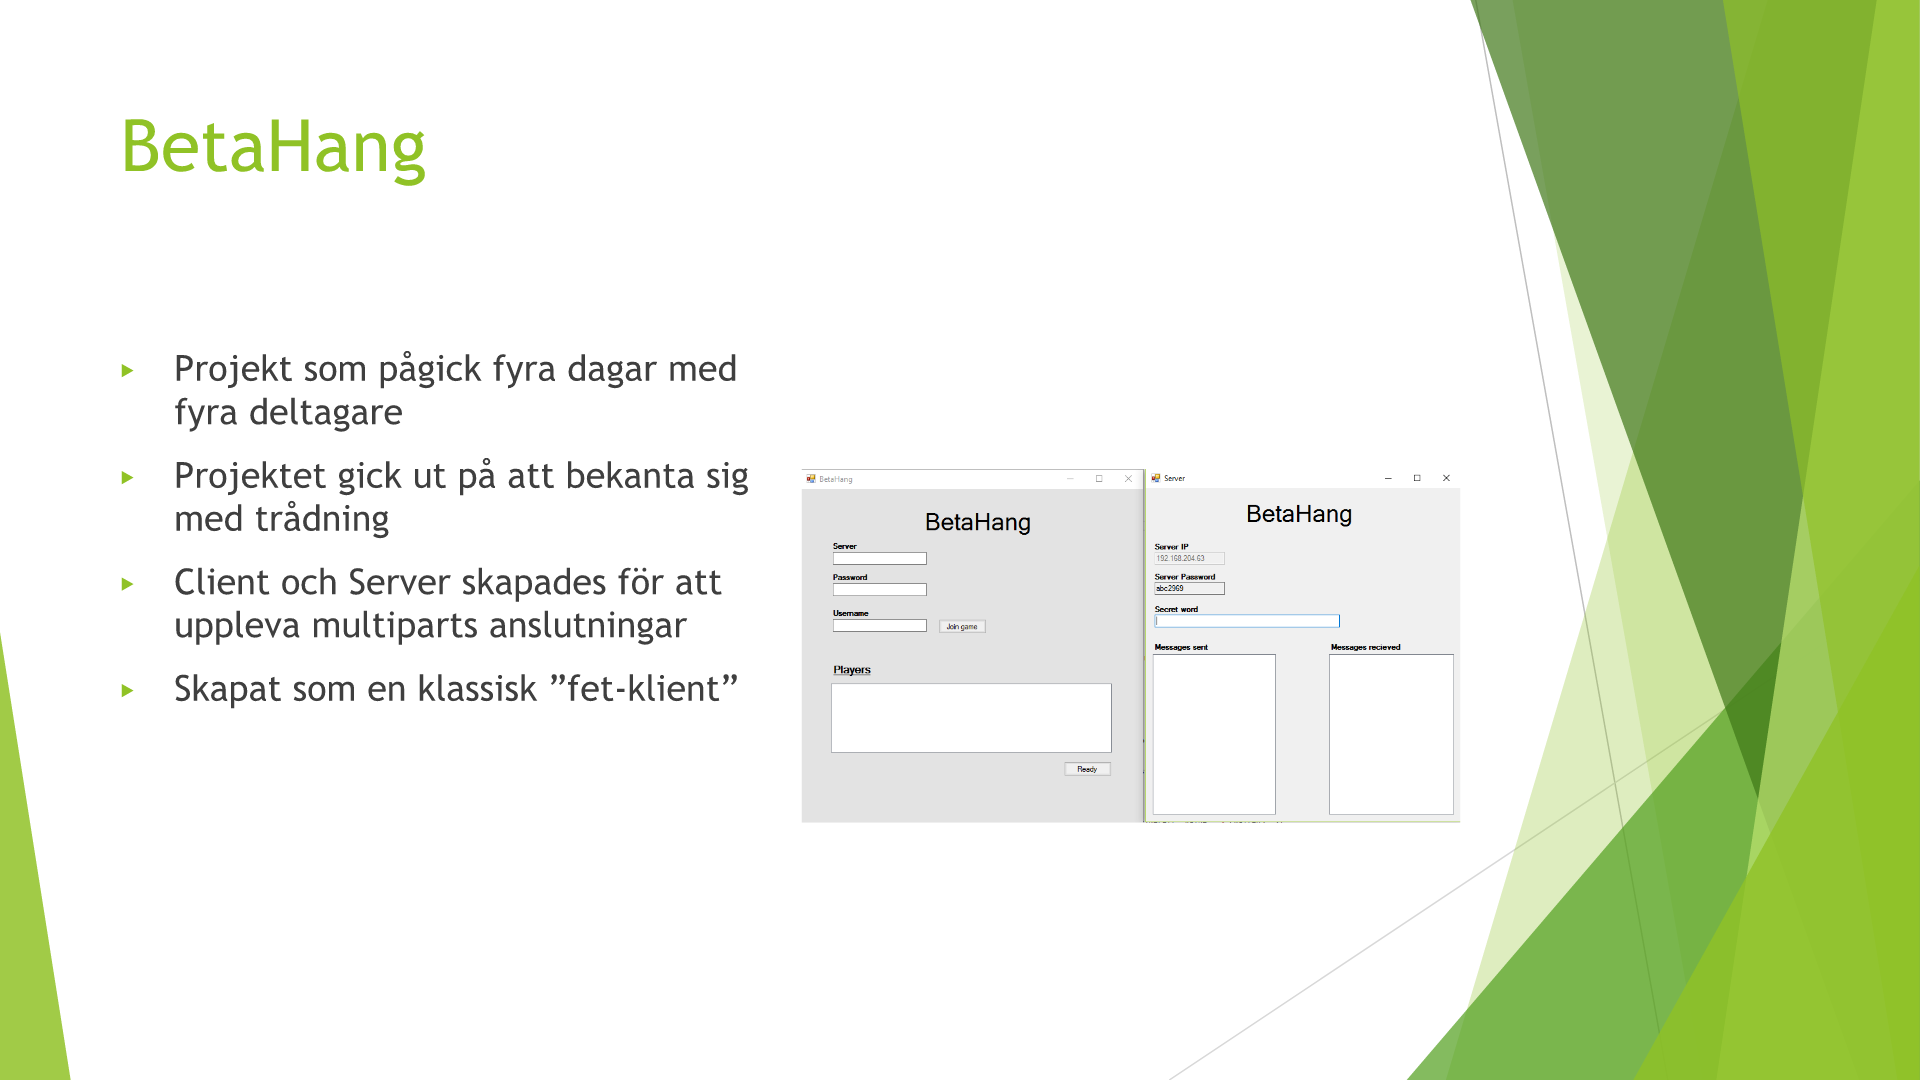 BetaHang
Projekt som pågick fyra dagar med
fyra deltagare
Projektet gick ut på att bekanta sig
med trådning
Client och Server skapades för att
uppleva multiparts anslutningar
Skapat som en klassisk ”fet-klient”
BetaHang
BetaHang
Server
Password
Username
Join game
Players
Ready
Server
BetaHang
Server IP
192.168.204.63
Server Password
abc2969
Secret word
Messages sent
Messages recieved